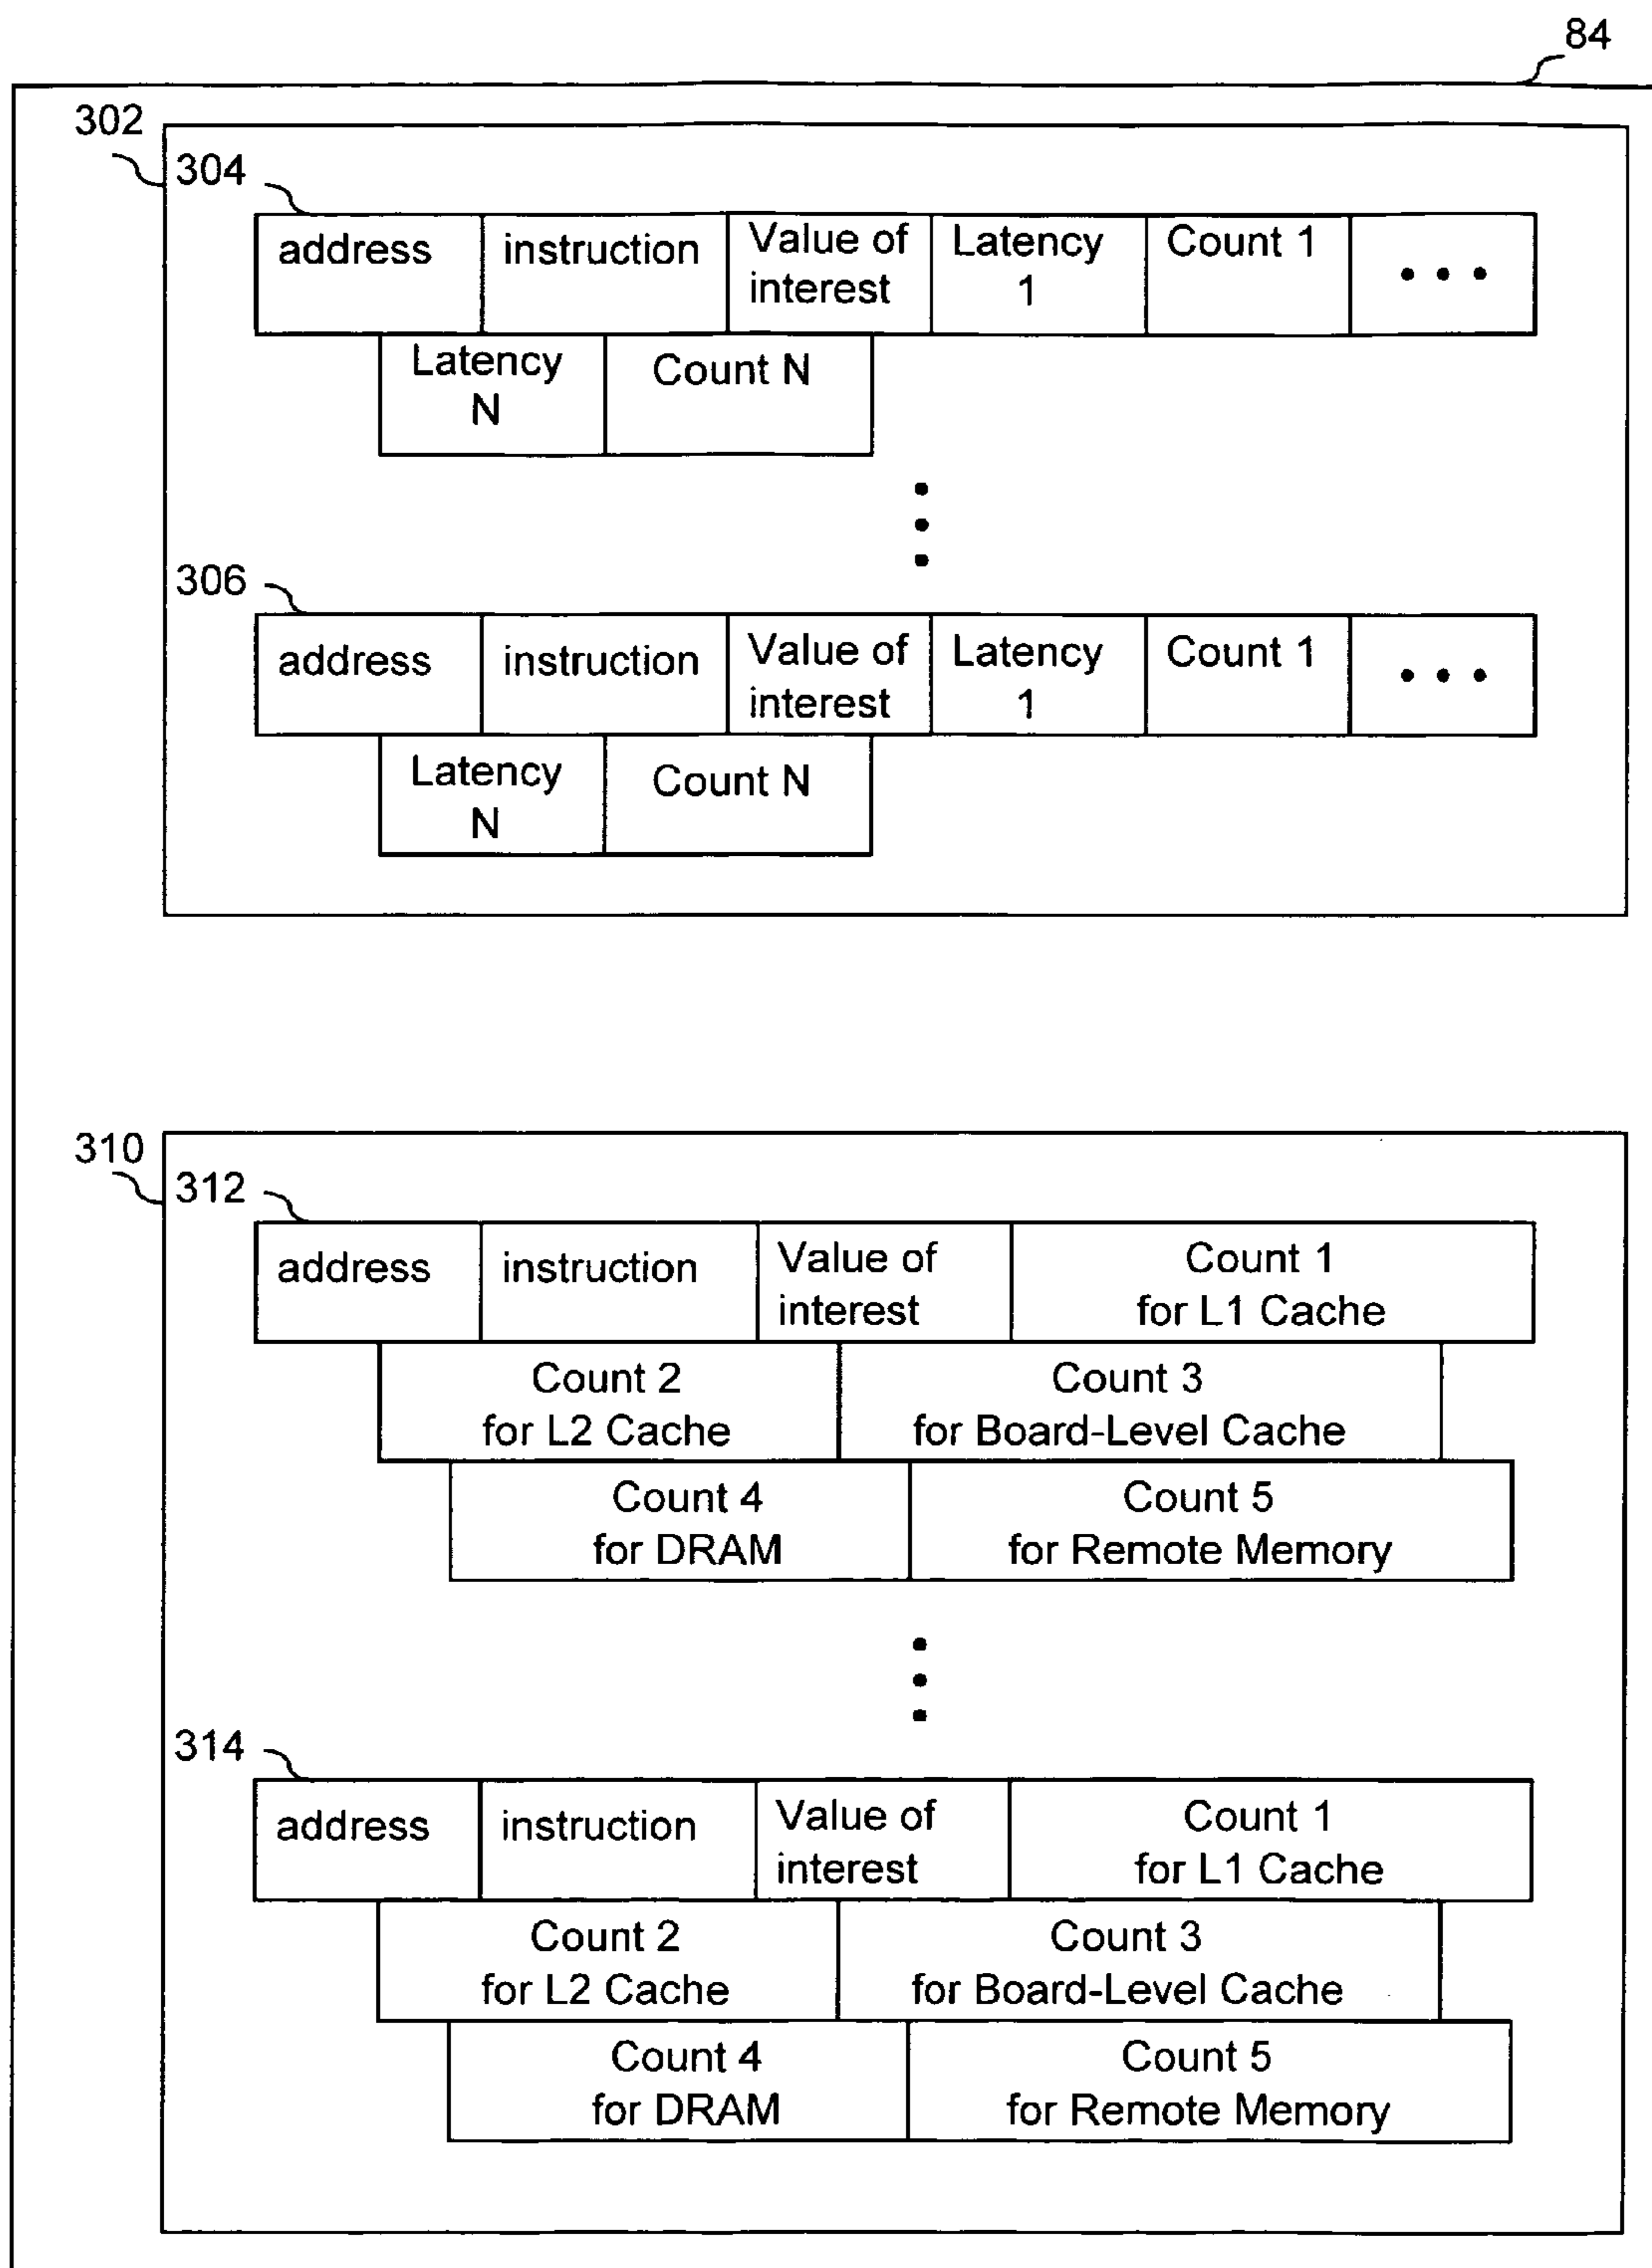 84
302
304
address instruction Value of interest Latency 1 Count 1 • • •
Latency N Count N
306
address instruction Value of interest Latency 1 Count 1 • • •
Latency N Count N
310
312
address instruction Value of interest Count 1 for L1 Cache
Count 2 for L2 Cache Count 3 for Board-Level Cache
Count 4 for DRAM Count 5 for Remote Memory
314
address instruction Value of interest Count 1 for L1 Cache
Count 2 for L2 Cache Count 3 for Board-Level Cache
Count 4 for DRAM Count 5 for Remote Memory